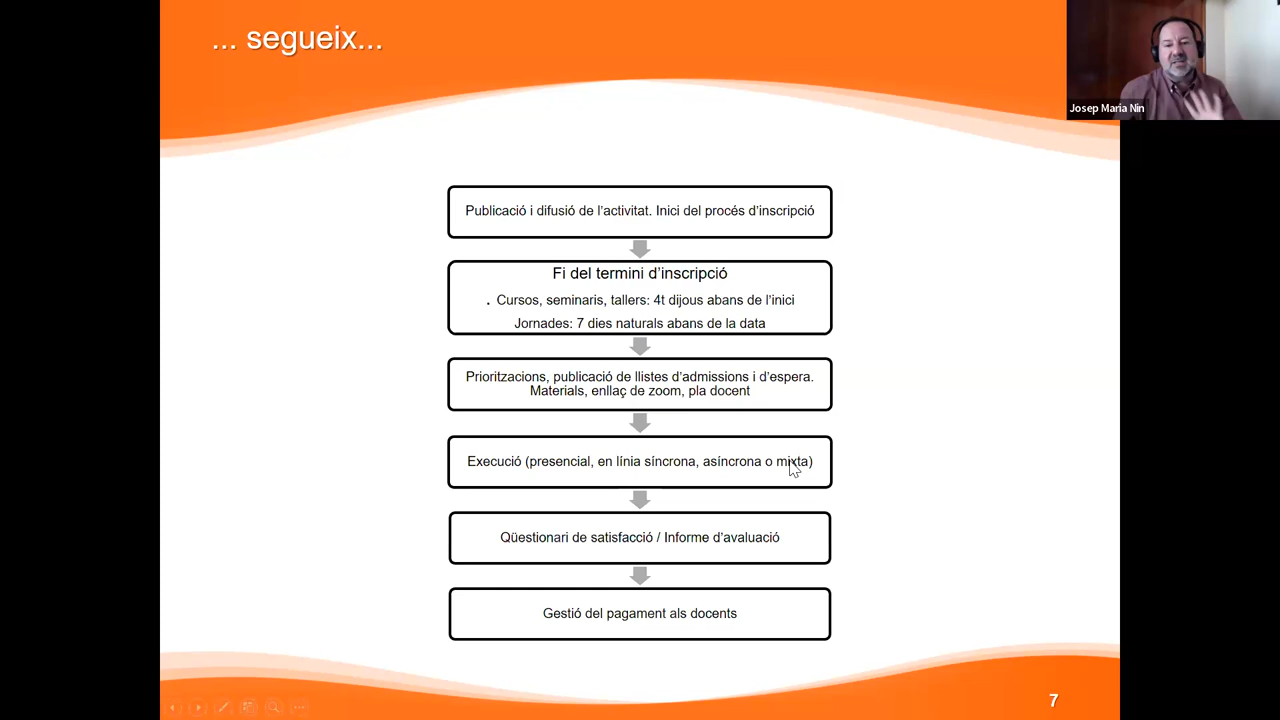 ... segueix...
Josep Maria Nin
Publicació i difusió de l'activitat. Inici del procés d'inscripció
Fi del termini d'inscripció
. Cursos, seminaris, tallers: 4t dijous abans de l'inici
Jornades: 7 dies naturals abans de la data
Prioritzacions, publicació de llistes d'admissions i d'espera.
Materials, enllaç de zoom, pla docent
Execució (presencial, en línia síncrona, asíncrona o mixta)
Qüestionari de satisfacció / Informe d'avaluació
Gestió del pagament als docents
7